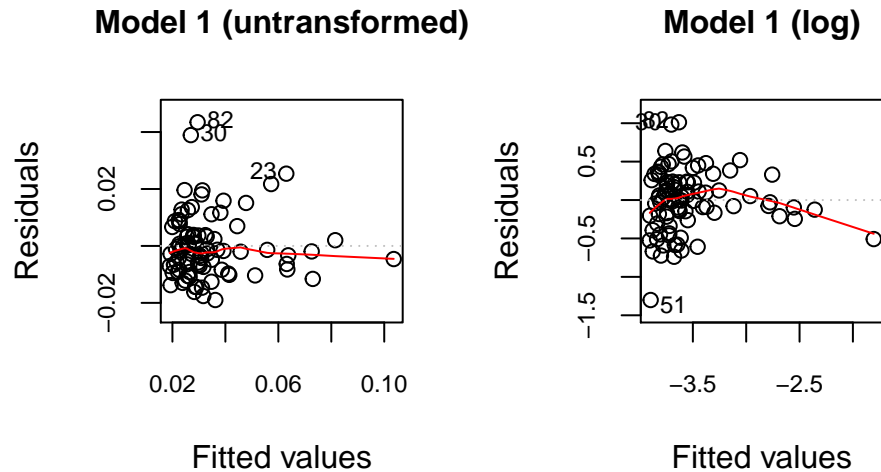 Model 1 (untransformed)
Residuals
0.02
−0.02
82
30
23
0.02
0.06
0.10
Fitted values
Model 1 (log)
Residuals
0.5
−0.5
−1.5
51
−3.5
−2.5
Fitted values